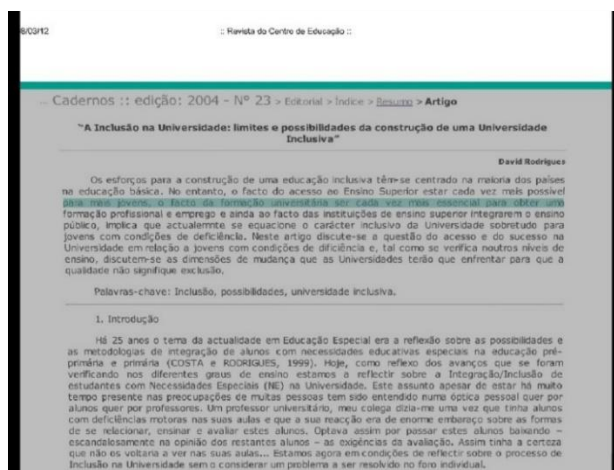 8/03/12 :: Revista do Centro de Educação ::
... Cadernos :: edição: 2004 - Nº 23 > Editorial > Índice > Resumo > Artigo
"A Inclusão na Universidade: limites e possibilidades da construção de uma Universidade
Inclusiva"
David Rodrigues
Os esforços para a construção de uma educação inclusiva têm-se centrado na maioria dos países
na educação básica. No entanto, o facto do acesso ao Ensino Superior estar cada vez mais possível
para mais jovens, o facto da formação universitária ser cada vez mais essencial para obter uma
formação profissional e emprego e ainda ao facto das instituições de ensino superior integrarem o ensino
público, implica que actualermte se equacione o carácter inclusivo da Universidade sobretudo para
jovens com condições de deficiência. Neste artigo discute-se a questão do acesso e do sucesso na
Universidade em relação a jovens com condições de dificiência e, tal como se verifica noutros níveis de
ensino, discutem-se as dimensões de mudança que as Universidades terão que enfrentar para que a
qualidade não signifique exclusão.
Palavras-chave: Inclusão, possibilidades, universidade inclusiva.
1. Introdução
Há 25 anos o tema da actualidade em Educação Especial era a reflexão sobre as possibilidades e
as metodologias de integração de alunos com necessidades educativas especiais na educação pré-
primária e primária (COSTA e RODRIGUES, 1999). Hoje, como reflexo dos avanços que se foram
verificando nos diferentes graus de ensino estamos a reflectir sobre a Integração/Inclusão de
estudantes com Necessidades Especiais (NE) na Universidade. Este assunto apesar de estar há muito
tempo presente nas preocupações de muitas pessoas tem sido entendido numa óptica pessoal quer por
alunos quer por professores. Um professor universitário, meu colega dizia-me uma vez que tinha alunos
com deficiências motoras nas suas aulas e que a sua reacção era de enorme embaraço sobre as formas
de se relacionar, ensinar e avaliar estes alunos. Optava assim por passar estes alunos baixando –
escandalosamente na opinião dos restantes alunos – as exigências da avaliação. Assim tinha a certeza
que não os voltaria a ver nas suas aulas... Estamos agora em condições de reflectir sobre o processo de
Inclusão na Universidade sem o considerar um problema a ser resolvido no foro individual.